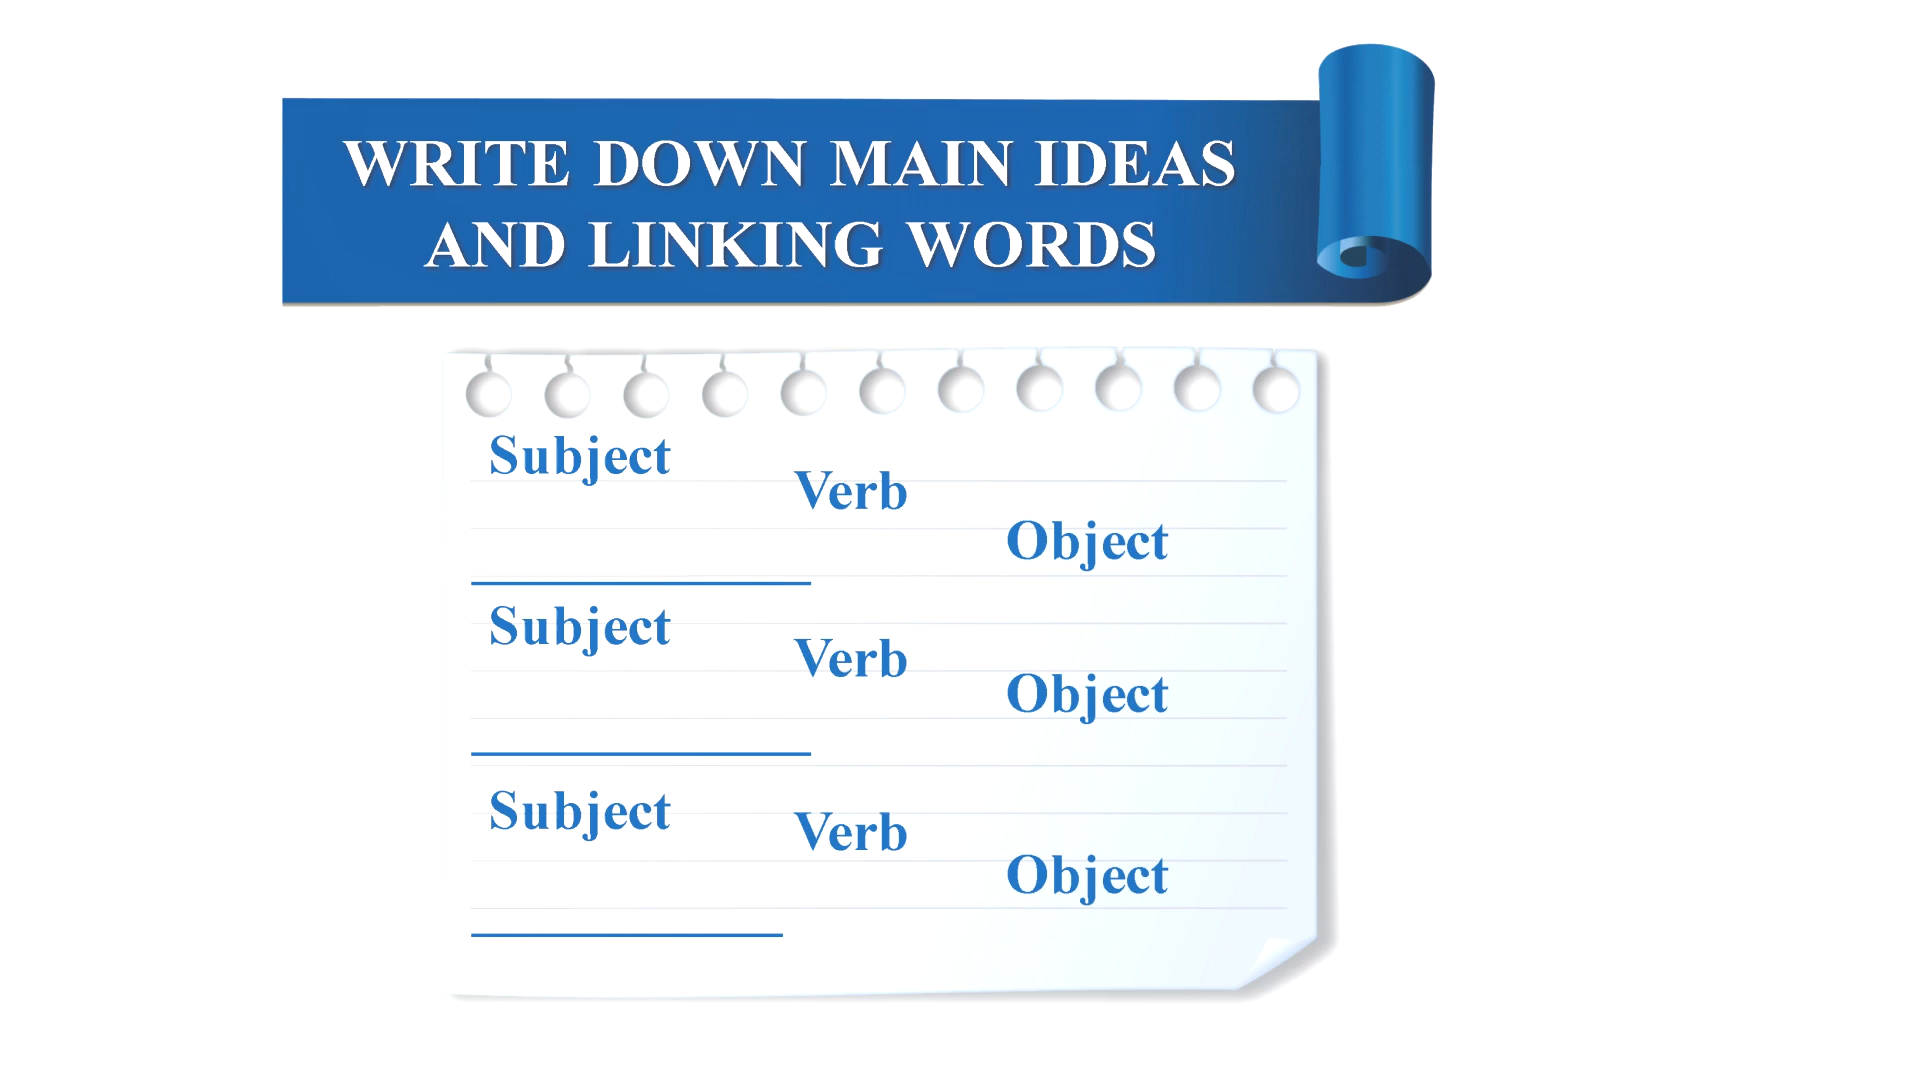 WRITE DOWN MAIN IDEAS
AND LINKING WORDS
Subject
Verb
Object
Subject
Verb
Object
Subject
Verb
Object